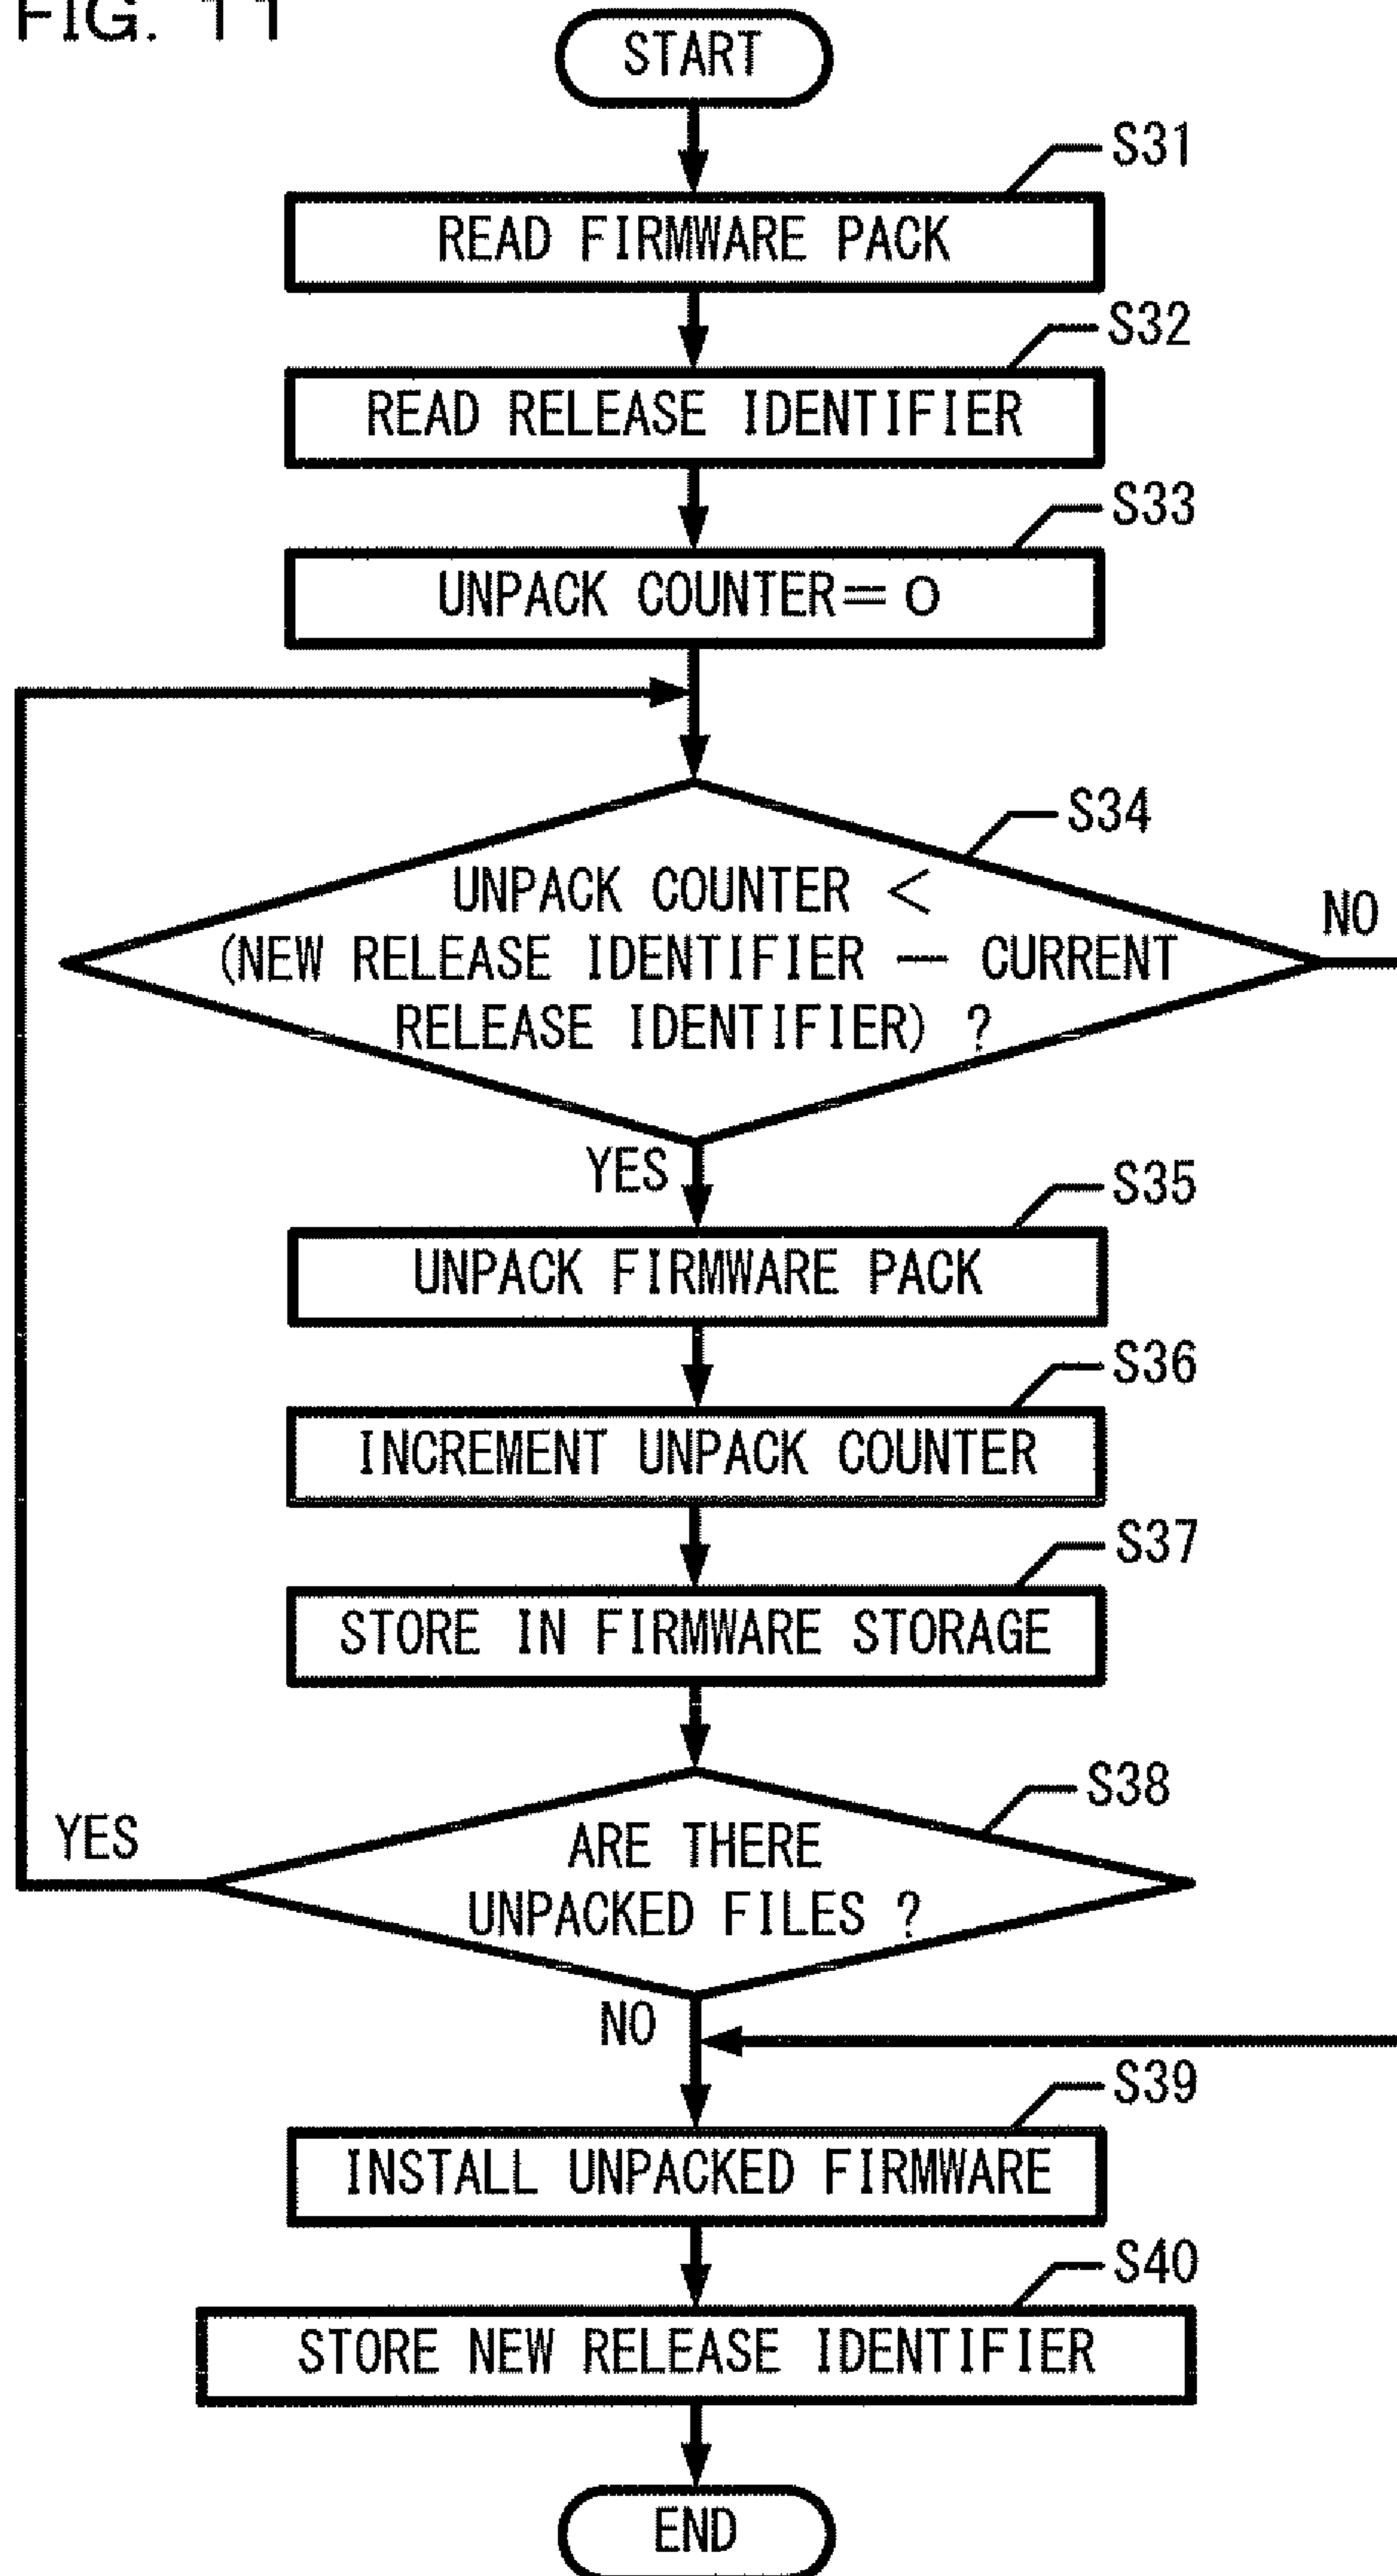 FIG. 11
START
S31
READ FIRMWARE PACK
S32
READ RELEASE IDENTIFIER
S33
UNPACK COUNTER=0
S34
UNPACK COUNTER <
(NEW RELEASE IDENTIFIER — CURRENT
RELEASE IDENTIFIER) ?
NO
YES
S35
UNPACK FIRMWARE PACK
S36
INCREMENT UNPACK COUNTER
S37
STORE IN FIRMWARE STORAGE
S38
YES
ARE THERE
UNPACKED FILES ?
NO
S39
INSTALL UNPACKED FIRMWARE
S40
STORE NEW RELEASE IDENTIFIER
END